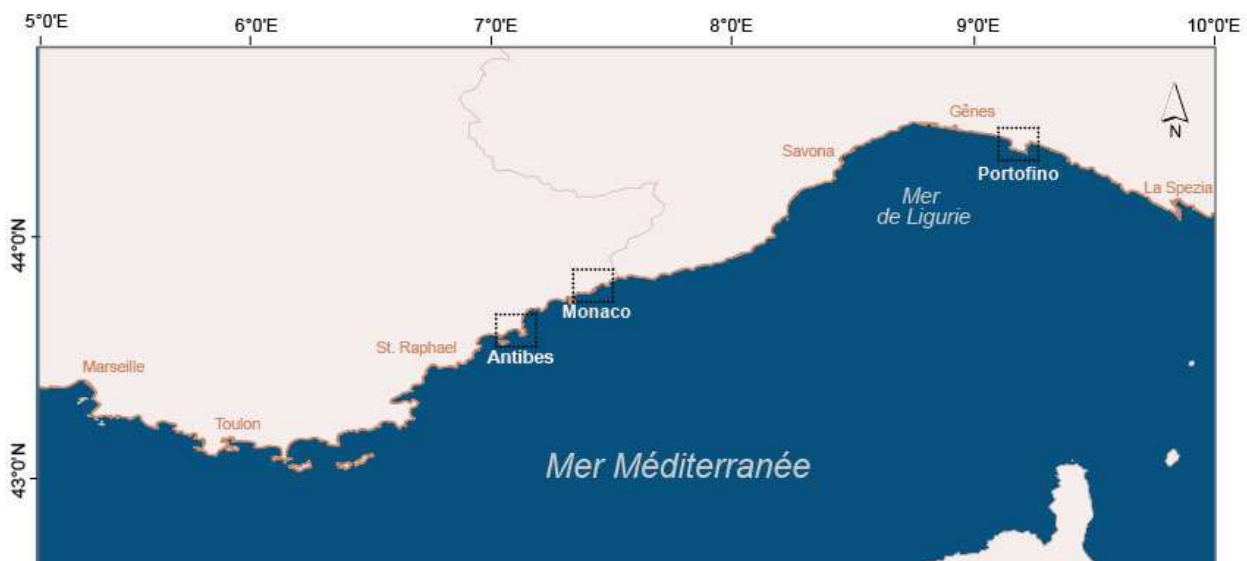 5°0'E 6°0'E 7°0'E 8°0'E 9°0'E 10°0'E
Gênes
N
Savona
Portofino
La Spezia
Mer
de Ligurie
44°0'N
Monaco
St. Raphael
Antibes
Marseille
Toulon
43°0'N
Mer Méditerranée